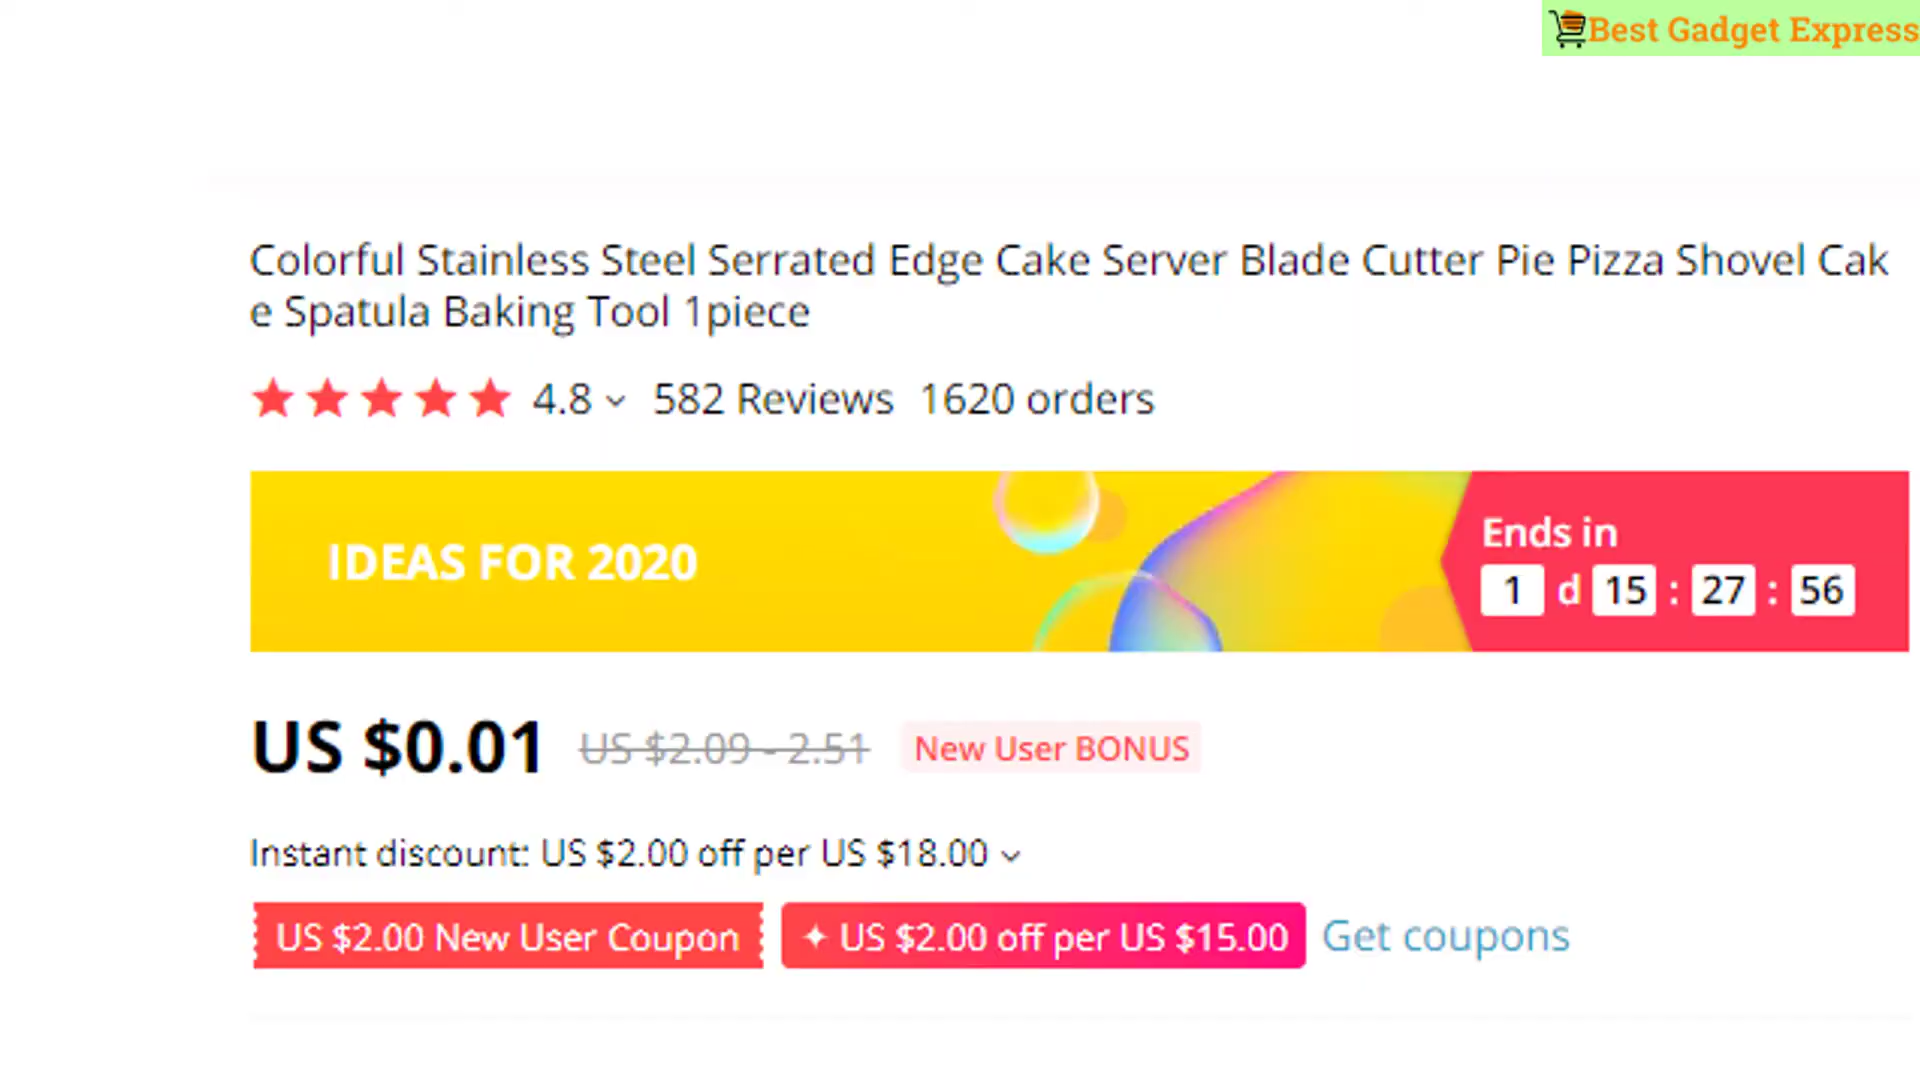 Best Gadget Express
Colorful Stainless Steel Serrated Edge Cake Server Blade Cutter Pie Pizza Shovel Cak
e Spatula Baking Tool 1piece
4.8 582 Reviews 1620 orders
IDEAS FOR 2020
Ends in
1 d 15 : 27 : 56
US $0.01 US $2.09 - 2.51 New User BONUS
Instant discount: US $2.00 off per US $18.00
US $2.00 New User Coupon US $2.00 off per US $15.00 Get coupons